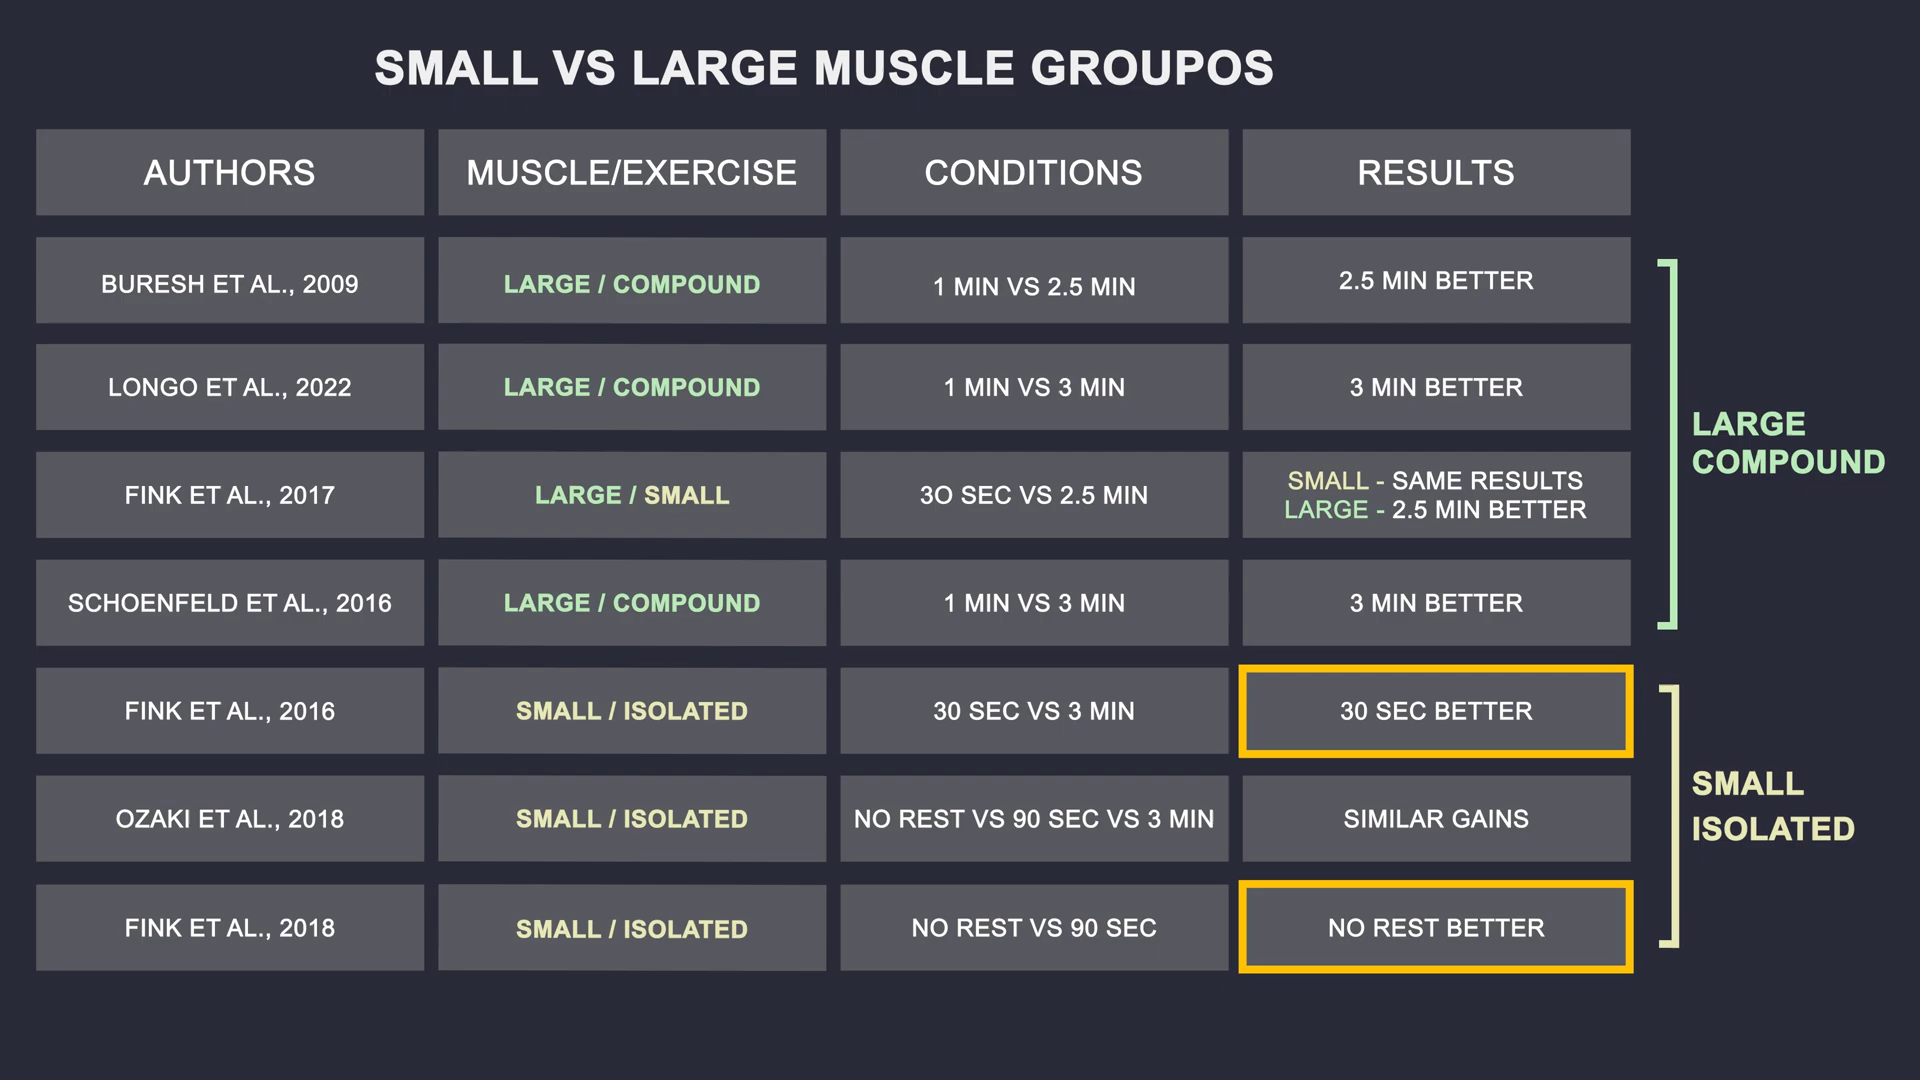 SMALL VS LARGE MUSCLE GROUPOS
AUTHORS MUSCLE/EXERCISE CONDITIONS RESULTS
BURESH ET AL., 2009 LARGE / COMPOUND 1 MIN VS 2.5 MIN 2.5 MIN BETTER
LONGO ET AL., 2022 LARGE / COMPOUND 1 MIN VS 3 MIN 3 MIN BETTER
FINK ET AL., 2017 LARGE / SMALL 3O SEC VS 2.5 MIN SMALL - SAME RESULTS
LARGE - 2.5 MIN BETTER
SCHOENFELD ET AL., 2016 LARGE / COMPOUND 1 MIN VS 3 MIN 3 MIN BETTER
LARGE
COMPOUND
FINK ET AL., 2016 SMALL / ISOLATED 30 SEC VS 3 MIN 30 SEC BETTER
OZAKI ET AL., 2018 SMALL / ISOLATED NO REST VS 90 SEC VS 3 MIN SIMILAR GAINS
FINK ET AL., 2018 SMALL / ISOLATED NO REST VS 90 SEC NO REST BETTER
SMALL
ISOLATED